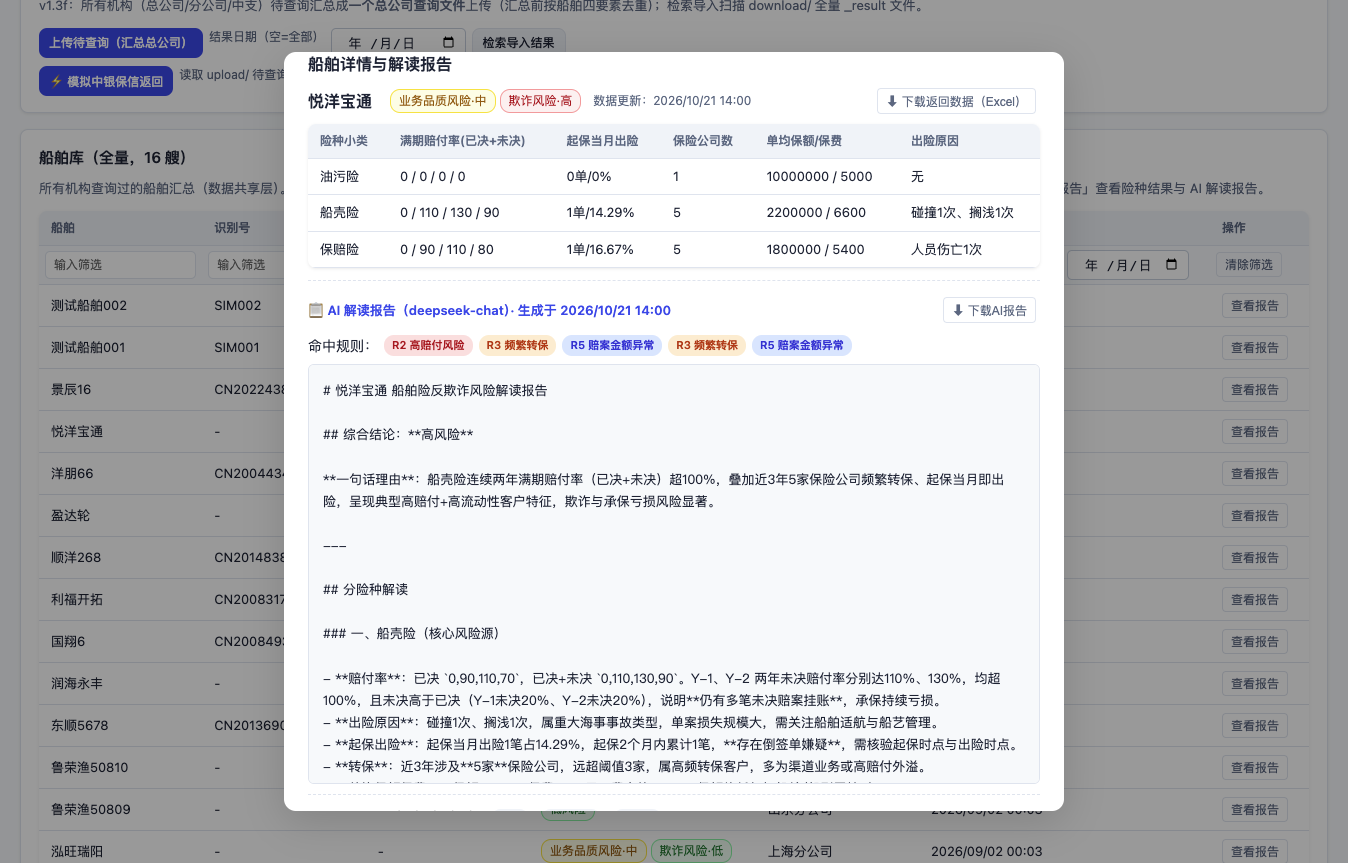 v1.3f：所有机构（总公司/分公司/中支）待查询汇总成一个总公司查询文件上传（汇总前按船舶四要素去重）；检索导入扫描 download/ 全量 _result 文件。
上传待查询（汇总总公司） 结果日期（空=全部） 年 /月/日 检索导入结果
⚡ 模拟中银保信返回 读取 upload/ 待查询
船舶库（全量，16 艘）
所有机构查询过的船舶汇总（数据共享层）。
报告」查看险种结果与 AI 解读报告。
船舶 识别号 操作
输入筛选 输入筛选 年 /月/日 清除筛选
测试船舶002 SIM002 查看报告
测试船舶001 SIM001 查看报告
景辰16 CN2022438 查看报告
悦洋宝通 - 查看报告
洋朋66 CN2004434 查看报告
盈达轮 - 查看报告
顺洋268 CN2014838 查看报告
利福开拓 CN2008317 查看报告
国翔6 CN2008493 查看报告
润海永丰 - 查看报告
东顺5678 CN2013690 查看报告
鲁荣渔50810 - 查看报告
鲁荣渔50809 - 查看报告
泓旺瑞阳 - - 业务品质风险·中 欺诈风险·低 上海分公司 2026/09/02 00:03 查看报告
船舶详情与解读报告
悦洋宝通 业务品质风险·中 欺诈风险·高 数据更新：2026/10/21 14:00 ⬇ 下载返回数据（Excel）
险种小类 满期赔付率(已决+未决) 起保当月出险 保险公司数 单均保额/保费 出险原因
油污险 0 / 0 / 0 / 0 0单/0% 1 10000000 / 5000 无
船壳险 0 / 110 / 130 / 90 1单/14.29% 5 2200000 / 6600 碰撞1次、搁浅1次
保赔险 0 / 90 / 110 / 80 1单/16.67% 5 1800000 / 5400 人员伤亡1次
📋 AI 解读报告（deepseek-chat）· 生成于 2026/10/21 14:00 ⬇ 下载AI报告
命中规则： R2 高赔付风险 R3 频繁转保 R5 赔案金额异常 R3 频繁转保 R5 赔案金额异常
# 悦洋宝通 船舶险反欺诈风险解读报告
## 综合结论：**高风险**
**一句话理由**：船壳险连续两年满期赔付率（已决+未决）超100%，叠加近3年5家保险公司频繁转保、起保当月即出
险，呈现典型高赔付+高流动性客户特征，欺诈与承保亏损风险显著。
---
## 分险种解读
### 一、船壳险（核心风险源）
- **赔付率**：已决 `0,90,110,70`，已决+未决 `0,110,130,90`。Y-1、Y-2 两年未决赔付率分别达110%、130%，均超
100%，且未决高于已决（Y-1未决20%、Y-2未决20%），说明**仍有多笔未决赔案挂账**，承保持续亏损。
- **出险原因**：碰撞1次、搁浅1次，属重大海事事故类型，单案损失规模大，需关注船舶适航与船艺管理。
- **起保出险**：起保当月出险1笔占14.29%，起保2个月内累计1笔，**存在倒签单嫌疑**，需核验起保时点与出险时点。
- **转保**：近3年涉及**5家**保险公司，远超阈值3家，属高频转保客户，多为渠道业务或高赔付外溢。